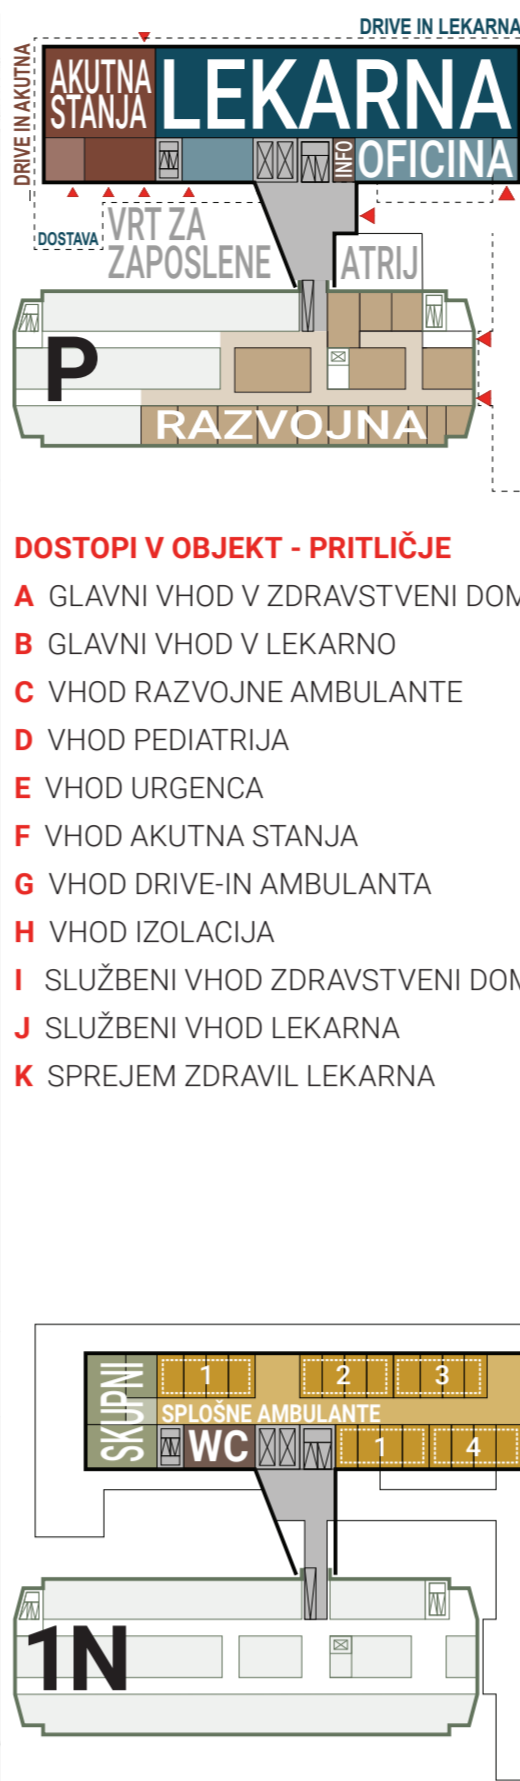 DRIVE IN LEKARNA
DRIVE IN AKUTNA
AKUTNA
STANJA
LEKARNA
INFO
OFICINA
DOSTAVA
VRT ZA
ZAPOSLENE
ATRIJ
P
RAZVOJNA
DOSTOPI V OBJEKT - PRITLIČJE
A GLAVNI VHOD V ZDRAVSTVENI DOM
B GLAVNI VHOD V LEKARNO
C VHOD RAZVOJNE AMBULANTE
D VHOD PEDIATRIJA
E VHOD URGENCA
F VHOD AKUTNA STANJA
G VHOD DRIVE-IN AMBULANTA
H VHOD IZOLACIJA
I SLUŽBENI VHOD ZDRAVSTVENI DOM
J SLUŽBENI VHOD LEKARNA
K SPREJEM ZDRAVIL LEKARNA
SKUPNI
1
2
3
SPLOŠNE AMBULANTE
WC
1
4
1N